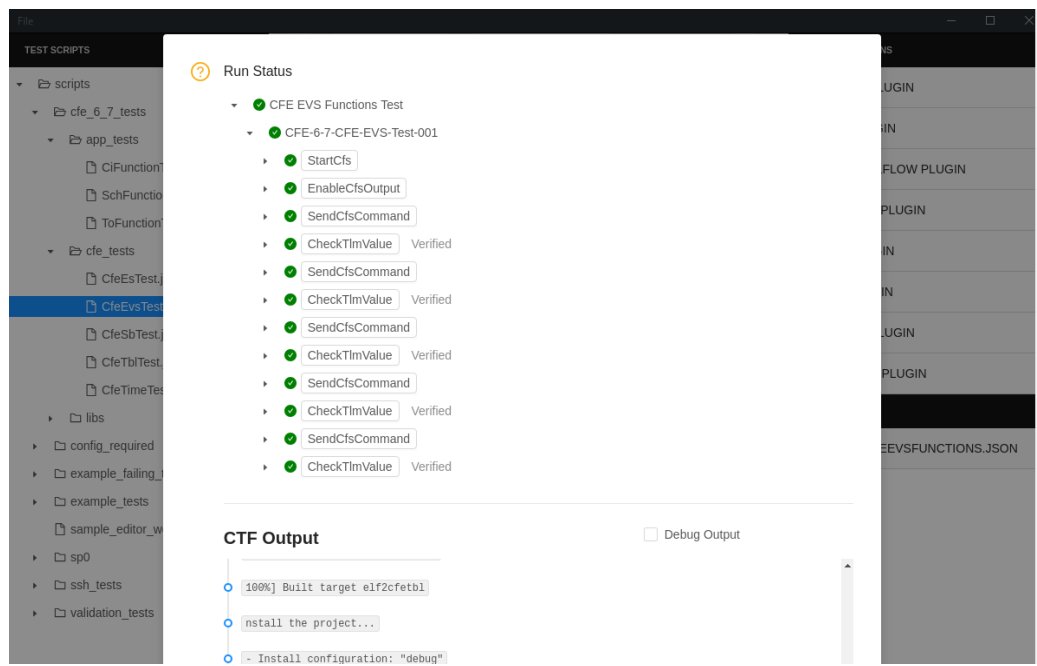 File
TEST SCRIPTS
scripts
cfe_6_7_tests
app_tests
CiFunctionT
SchFunctio
ToFunction
cfe_tests
CfeEsTest.j
CfeEvsTest
CfeSbTest.j
CfeTblTest.
CfeTimeTes
libs
config_required
example_failing_t
example_tests
sample_editor_w
sp0
ssh_tests
validation_tests
Run Status
CFE EVS Functions Test
CFE-6-7-CFE-EVS-Test-001
StartCfs
EnableCfsOutput
SendCfsCommand
CheckTlmValue Verified
SendCfsCommand
CheckTlmValue Verified
SendCfsCommand
CheckTlmValue Verified
SendCfsCommand
CheckTlmValue Verified
SendCfsCommand
CheckTlmValue Verified
CTF Output
Debug Output
100%] Built target elf2cfetbl
nstall the project...
- Install configuration: "debug"
NS
LUGIN
IN
FLOW PLUGIN
PLUGIN
IN
IN
LUGIN
PLUGIN
EEVSFUNCTIONS.JSON